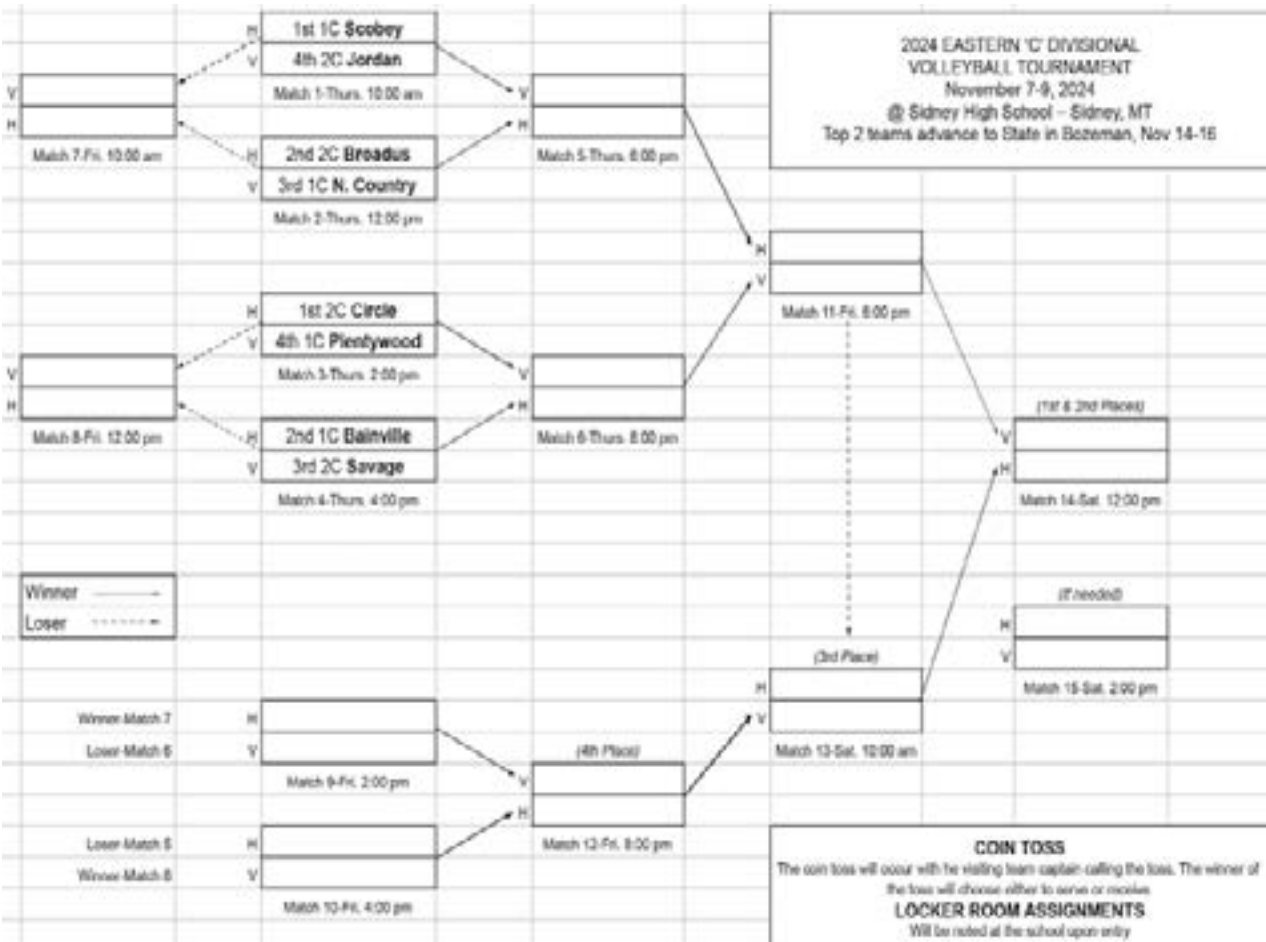 H 1st 1C Scobey
V 4th 2C Jordan
Match 1-Thurs. 10:00 am
V
H
Match 7-Fri. 10:00 am
H 2nd 2C Broadus
V 3rd 1C N. Country
Match 2-Thurs. 12:00 pm
V
H
Match 5-Thurs. 6:00 pm
2024 EASTERN 'C' DIVISIONAL
VOLLEYBALL TOURNAMENT
November 7-9, 2024
@ Sidney High School – Sidney, MT
Top 2 teams advance to State in Bozeman, Nov 14-16
H
V
Match 11-Fri. 6:00 pm
H 1st 2C Circle
V 4th 1C Plentywood
Match 3-Thurs. 2:00 pm
V
H
Match 8-Fri. 12:00 pm
H 2nd 1C Bainville
V 3rd 2C Savage
Match 4-Thurs. 4:00 pm
V
H
Match 6-Thurs. 8:00 pm
(1st & 2nd Places)
V
H
Match 14-Sat. 12:00 pm
Winner
Loser
(If needed)
H
V
Match 15-Sat. 2:00 pm
(3rd Place)
H
V
Match 13-Sat. 10:00 am
Winner-Match 7 H
Loser-Match 6 V
Match 9-Fri. 2:00 pm
(4th Place)
V
H
Match 12-Fri. 8:00 pm
Loser-Match 5 H
Winner-Match 8 V
Match 10-Fri. 4:00 pm
COIN TOSS
The coin toss will occur with he visiting team captain calling the toss. The winner of
the toss will choose either to serve or receive
LOCKER ROOM ASSIGNMENTS
Will be noted at the school upon entry